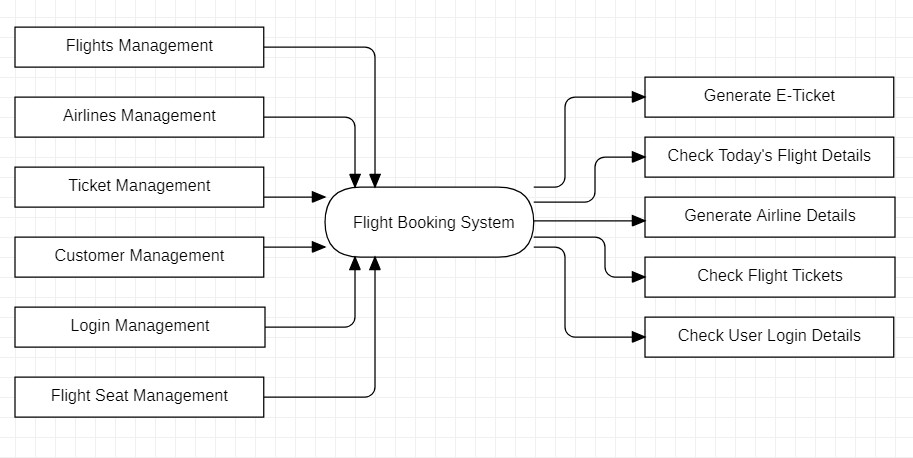 Flights Management
Airlines Management
Ticket Management
Customer Management
Login Management
Flight Seat Management
Flight Booking System
Generate E-Ticket
Check Today's Flight Details
Generate Airline Details
Check Flight Tickets
Check User Login Details